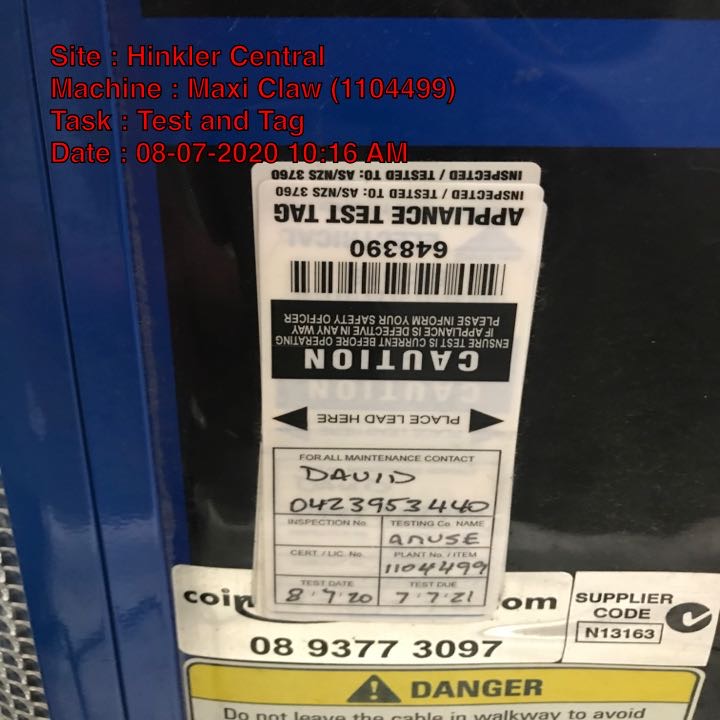 Site : Hinkler Central
Machine : Maxi Claw (1104499)
Task : Test and Tag
Date : 08-07-2020 10:16 AM
INSPECTED / TESTED TO: AS/NZS 3760
INSPECTED / TESTED TO: AS/NZS 3760
APPLIANCE TEST TAG
648390
CAUTION
ENSURE TEST IS CURRENT BEFORE OPERATING
IF APPLIANCE IS DEFECTIVE IN ANY WAY
PLEASE INFORM YOUR SAFETY OFFICER
CAUTION
PLACE LEAD HERE
FOR ALL MAINTENANCE CONTACT
DAVID
0423953440
INSPECTION No. TESTING Co. NAME
AMUSE
CERT. / LIC. No. PLANT No. / ITEM
1104499
TEST DATE TEST DUE
8.7.20 7.7.21
coin om
08 9377 3097
SUPPLIER
CODE
N13163
DANGER
Do not leave the cable in walkway to avoid